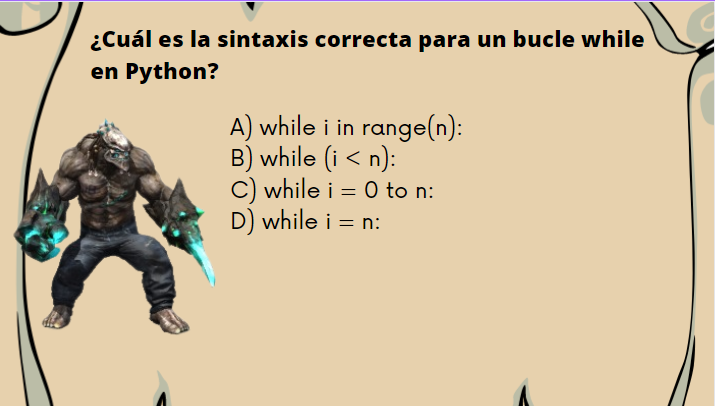 ¿Cuál es la sintaxis correcta para un bucle while
en Python?
A) while i in range(n):
B) while (i < n):
C) while i = 0 to n:
D) while i = n: